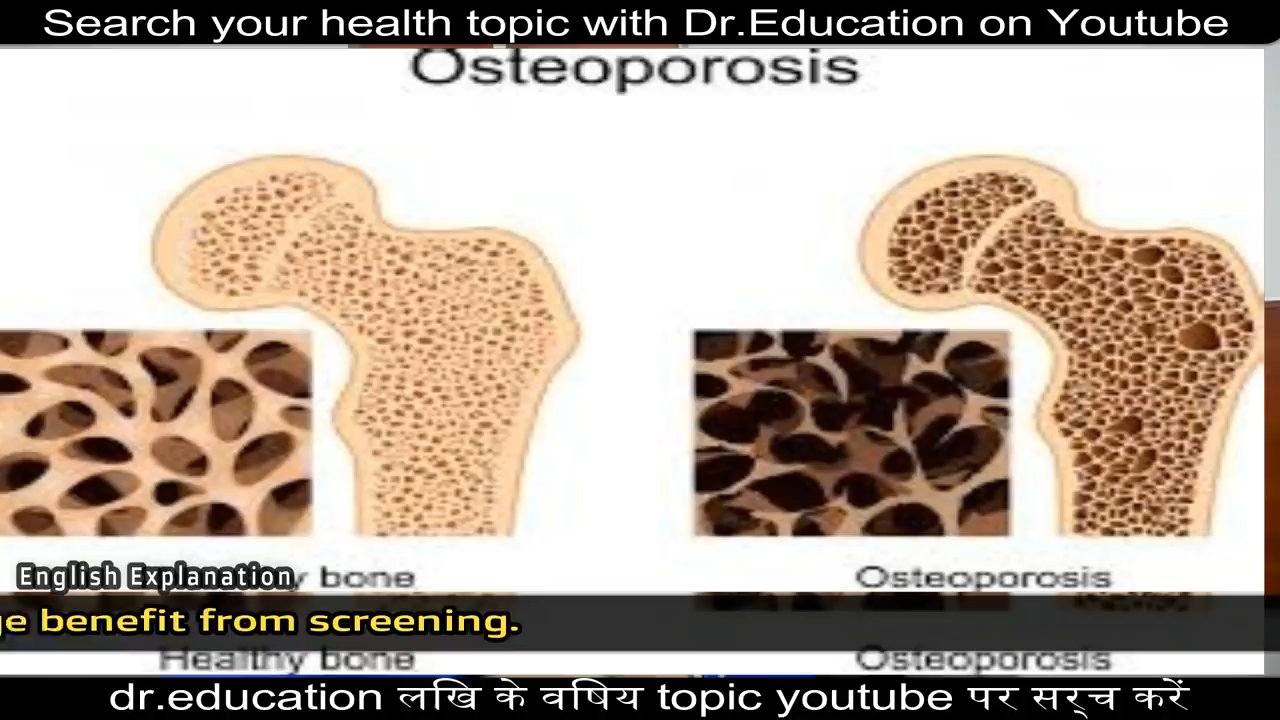 Search your health topic with Dr.Education on Youtube
Osteoporosis
English Explanation
bone
Osteoporosis
benefit from screening.
Healthy bone
Osteoporosis
dr.education लखि के वषिय topic youtube पर सर्च करें